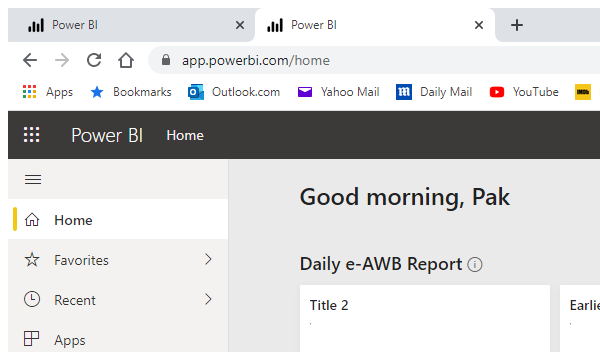 Power BI Power BI
app.powerbi.com/home
Apps Bookmarks Outlook.com Yahoo Mail Daily Mail YouTube IMDb
Power BI Home
Good morning, Pak
Home
Favorites
Daily e-AWB Report
Recent
Title 2 Earlie
Apps